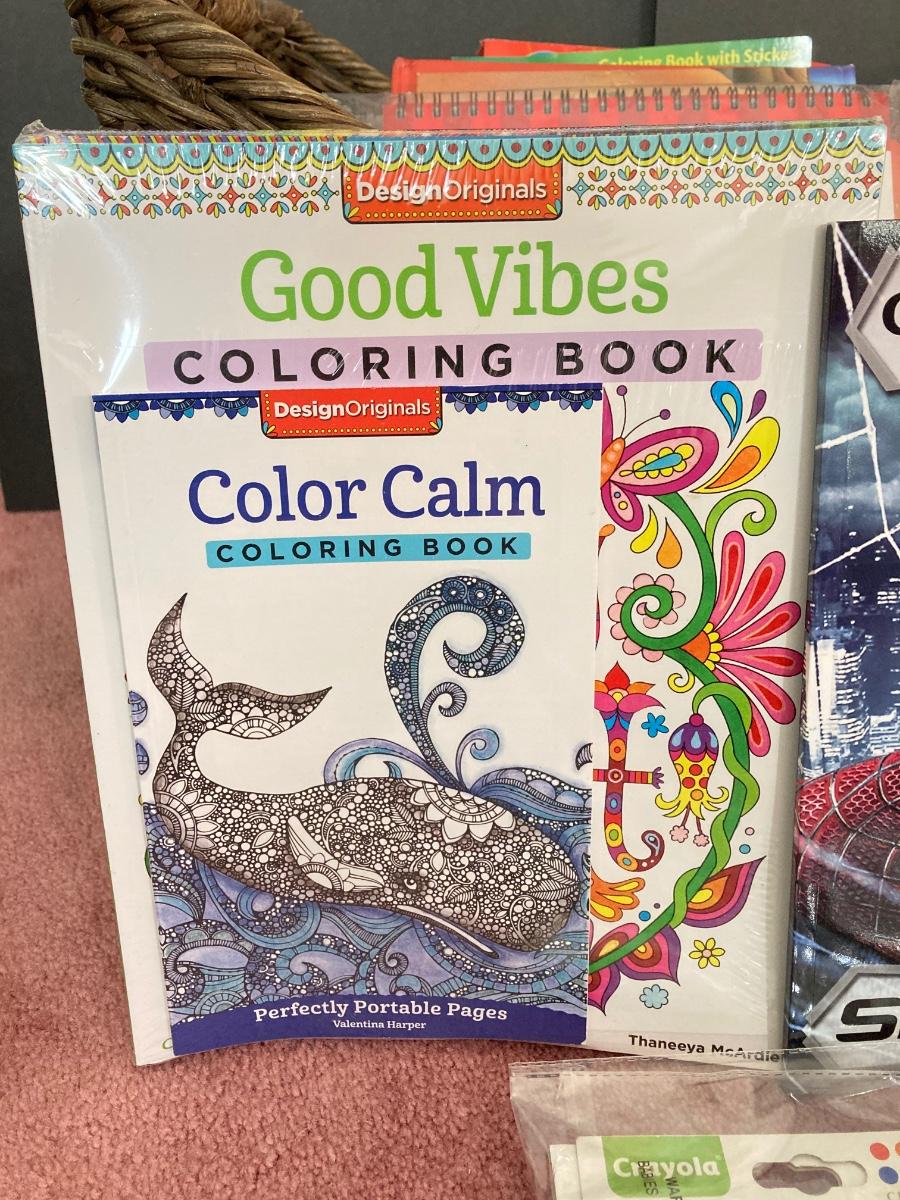 Coloring Book with Stickers
DesignOriginals
Good Vibes
COLORING BOOK
DesignOriginals
Color Calm
COLORING BOOK
Perfectly Portable Pages
Valentina Harper
Thaneeya McArdle
Crayola
BABES